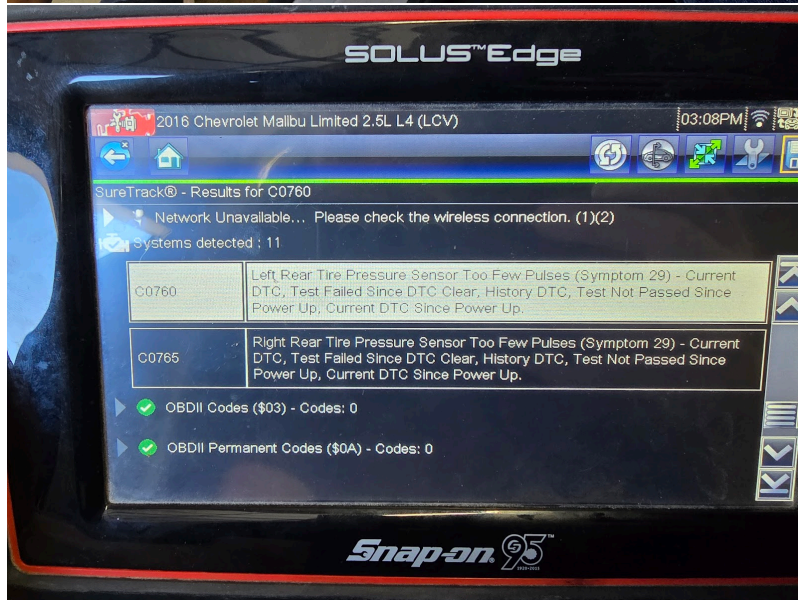 SOLUS™Edge
2016 Chevrolet Malibu Limited 2.5L L4 (LCV)
03:08PM
SureTrack® - Results for C0760
Network Unavailable... Please check the wireless connection. (1)(2)
Systems detected : 11
C0760
Left Rear Tire Pressure Sensor Too Few Pulses (Symptom 29) - Current
DTC, Test Failed Since DTC Clear, History DTC, Test Not Passed Since
Power Up, Current DTC Since Power Up.
C0765
Right Rear Tire Pressure Sensor Too Few Pulses (Symptom 29) - Current
DTC, Test Failed Since DTC Clear, History DTC, Test Not Passed Since
Power Up, Current DTC Since Power Up.
OBDII Codes ($03) - Codes: 0
OBDII Permanent Codes ($0A) - Codes: 0
Snap-on 95™